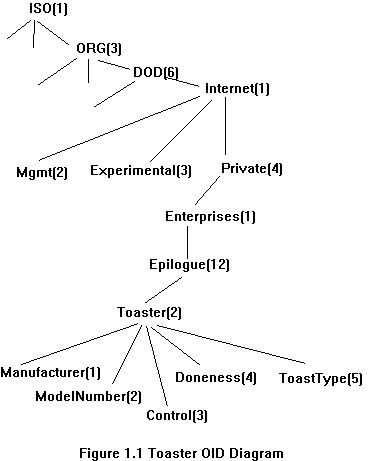 ISO(1)
ORG(3)
DOD(6)
Internet(1)
Mgmt(2)
Experimental(3)
Private(4)
Enterprises(1)
Epilogue(12)
Toaster(2)
Manufacturer(1)
ModelNumber(2)
Control(3)
Doneness(4)
ToastType(5)
Figure 1.1 Toaster OID Diagram